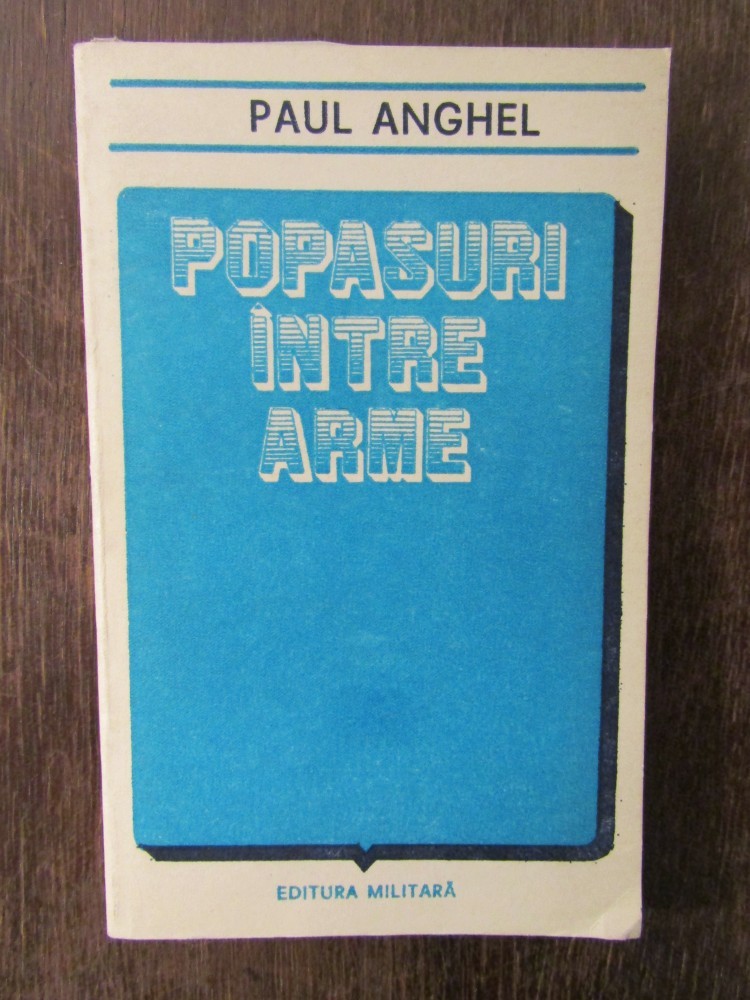 PAUL ANGHEL
POPASURI
ÎNTRE
ARME
EDITURA MILITARĂ